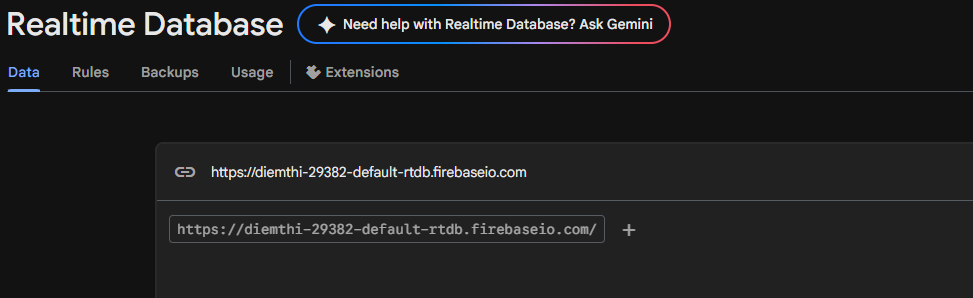 Realtime Database
Need help with Realtime Database? Ask Gemini
Data Rules Backups Usage Extensions
https://diemthi-29382-default-rtdb.firebaseio.com
https://diemthi-29382-default-rtdb.firebaseio.com/ +